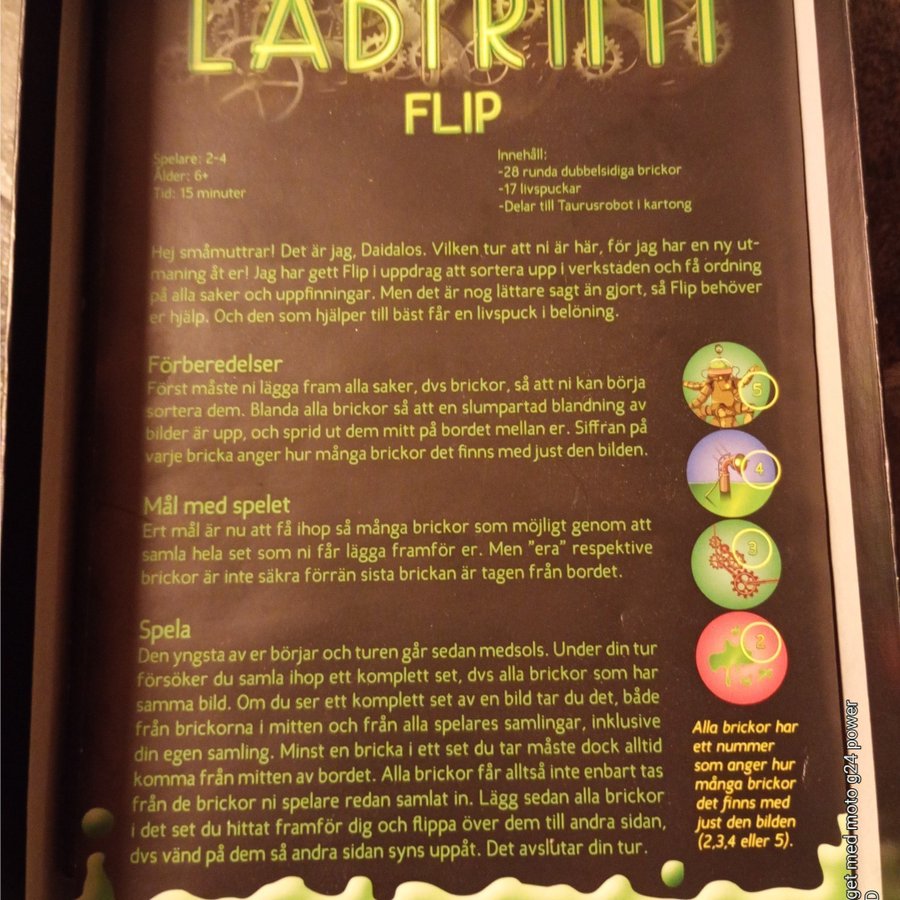 LABYRINT
FLIP
Spelare: 2-4
Ålder: 6+
Tid: 15 minuter
Innehåll:
-28 runda dubbelsidiga brickor
-17 livspuckar
-Delar till Taurusrobot i kartong
Hej småmuttrar! Det är jag, Daidalos. Vilken tur att ni är här, för jag har en ny ut-
maning åt er! Jag har gett Flip i uppdrag att sortera upp i verkstaden och få ordning
på alla saker och uppfinningar. Men det är nog lättare sagt än gjort, så Flip behöver
er hjälp. Och den som hjälper till bäst får en livspuck i belöning.
Förberedelser
Först måste ni lägga fram alla saker, dvs brickor, så att ni kan börja
sortera dem. Blanda alla brickor så att en slumpartad blandning av
bilder är upp, och sprid ut dem mitt på bordet mellan er. Siffran på
varje bricka anger hur många brickor det finns med just den bilden.
Mål med spelet
Ert mål är nu att få ihop så många brickor som möjligt genom att
samla hela set som ni får lägga framför er. Men "era" respektive
brickor är inte säkra förrän sista brickan är tagen från bordet.
Spela
Den yngsta av er börjar och turen går sedan medsols. Under din tur
försöker du samla ihop ett komplett set, dvs alla brickor som har
samma bild. Om du ser ett komplett set av en bild tar du det, både
från brickorna i mitten och från alla spelares samlingar, inklusive
din egen samling. Minst en bricka i ett set du tar måste dock alltid
komma från mitten av bordet. Alla brickor får alltså inte enbart tas
från de brickor ni spelare redan samlat in. Lägg sedan alla brickor
i det set du hittat framför dig och flippa över dem till andra sidan,
dvs vänd på dem så andra sidan syns uppåt. Det avslutar din tur.
5
4
3
2
Alla brickor har
ett nummer
som anger hur
många brickor
det finns med
just den bilden
(2,3,4 eller 5).
get med moto g24 power